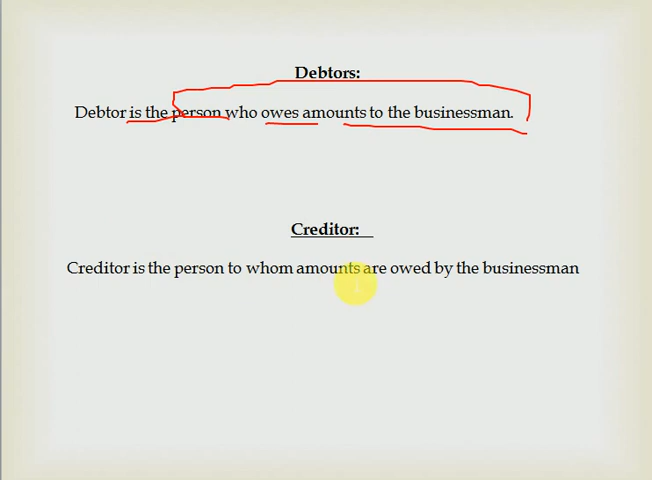 Debtors:
Debtor is the person who owes amounts to the businessman.
Creditor:
Creditor is the person to whom amounts are owed by the businessman